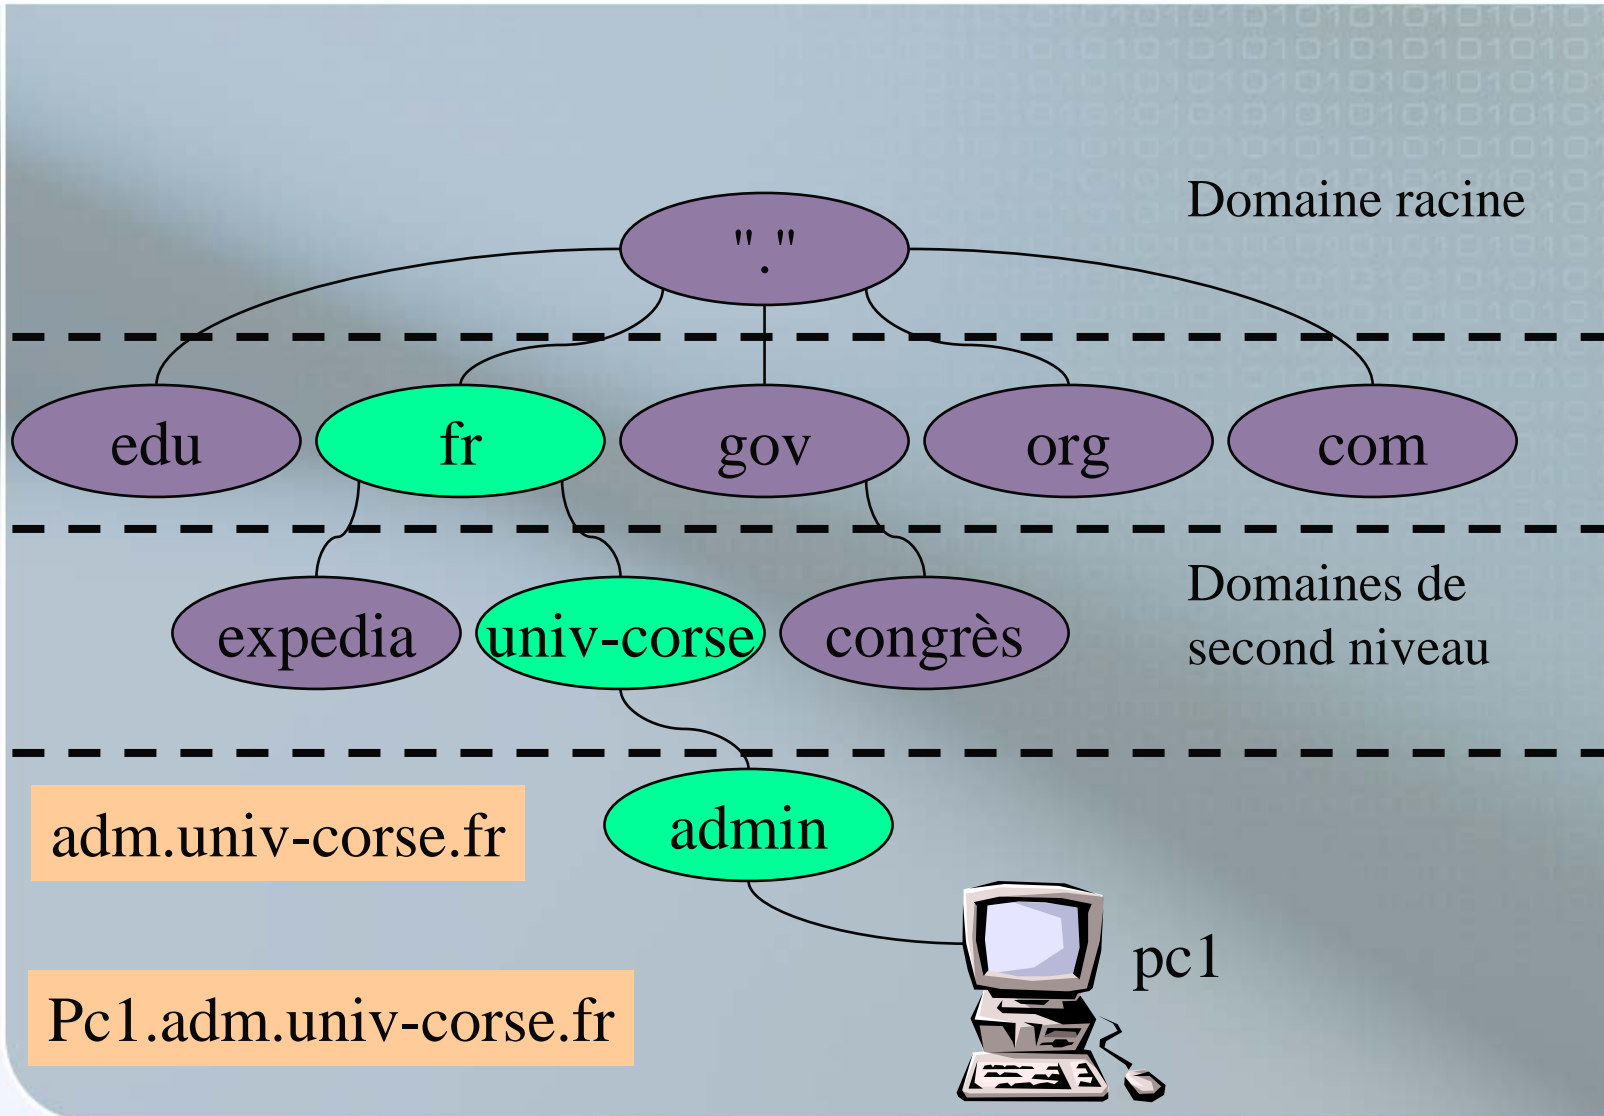 Domaine racine
"."
edu
fr
gov
org
com
Domaines de
second niveau
expedia
univ-corse
congrès
adm.univ-corse.fr
admin
pc1
Pc1.adm.univ-corse.fr